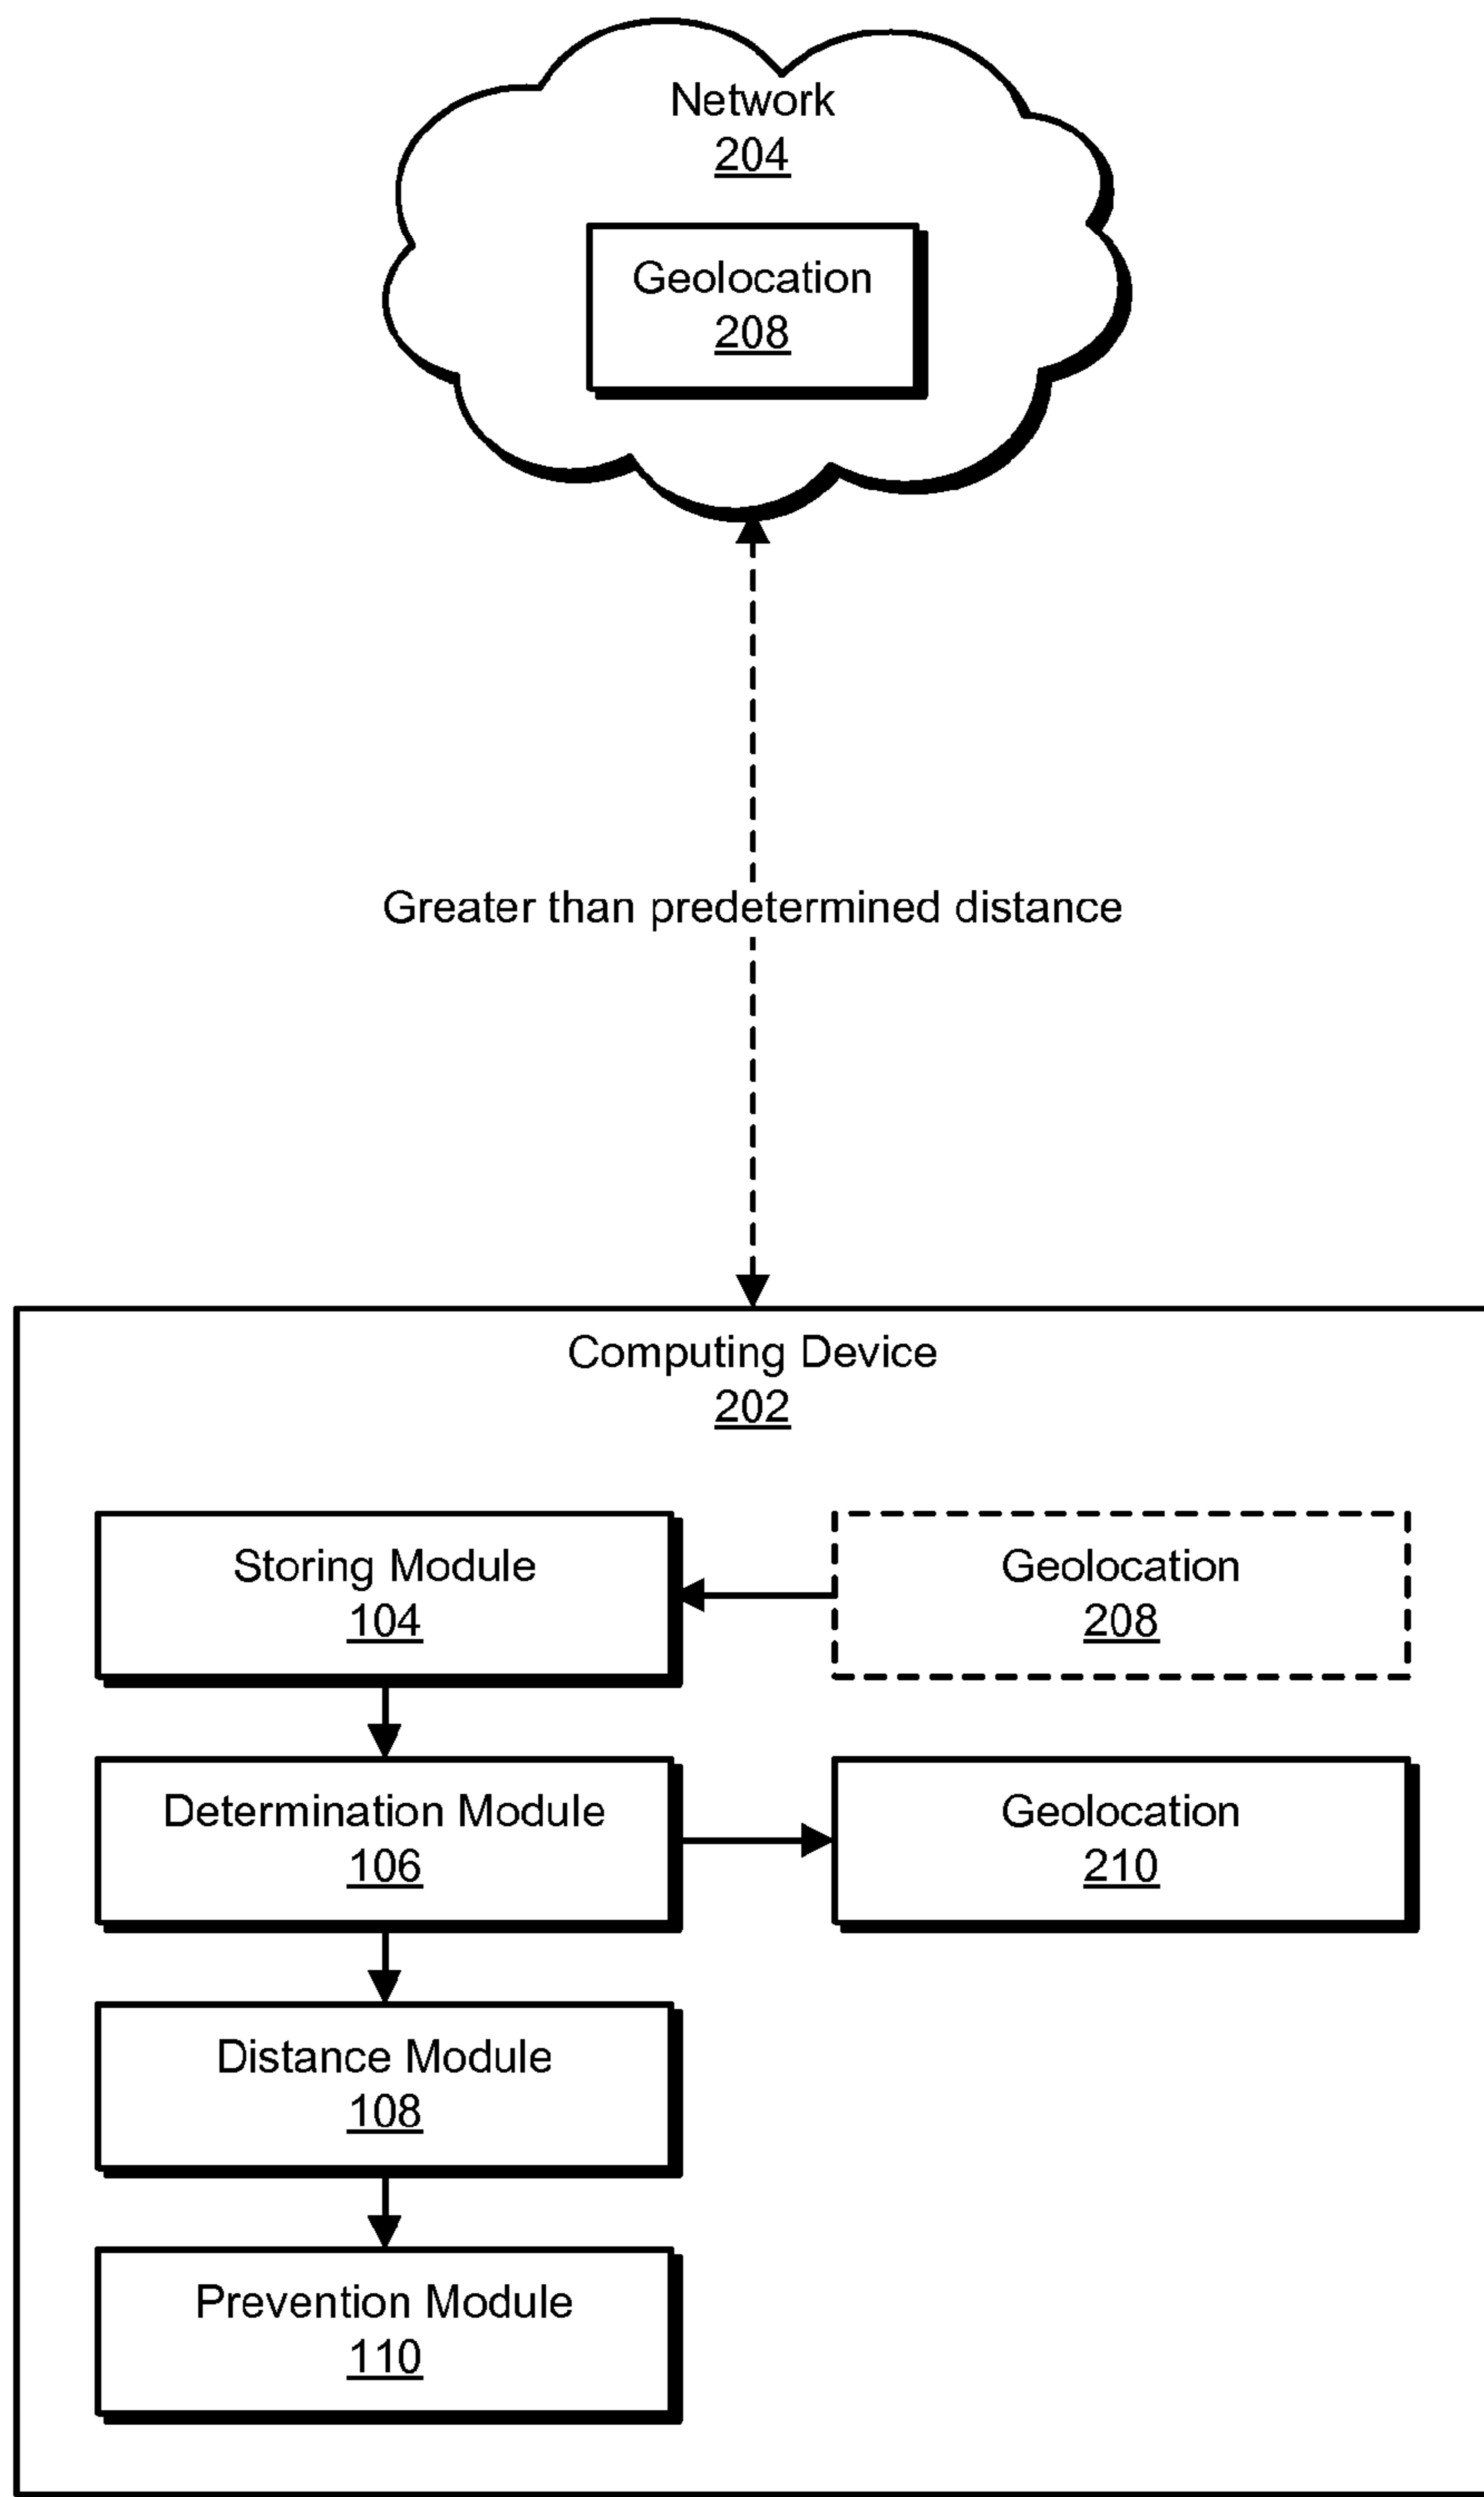 Network
204
Geolocation
208
Greater than predetermined distance
Computing Device
202
Storing Module
104
Geolocation
208
Determination Module
106
Geolocation
210
Distance Module
108
Prevention Module
110